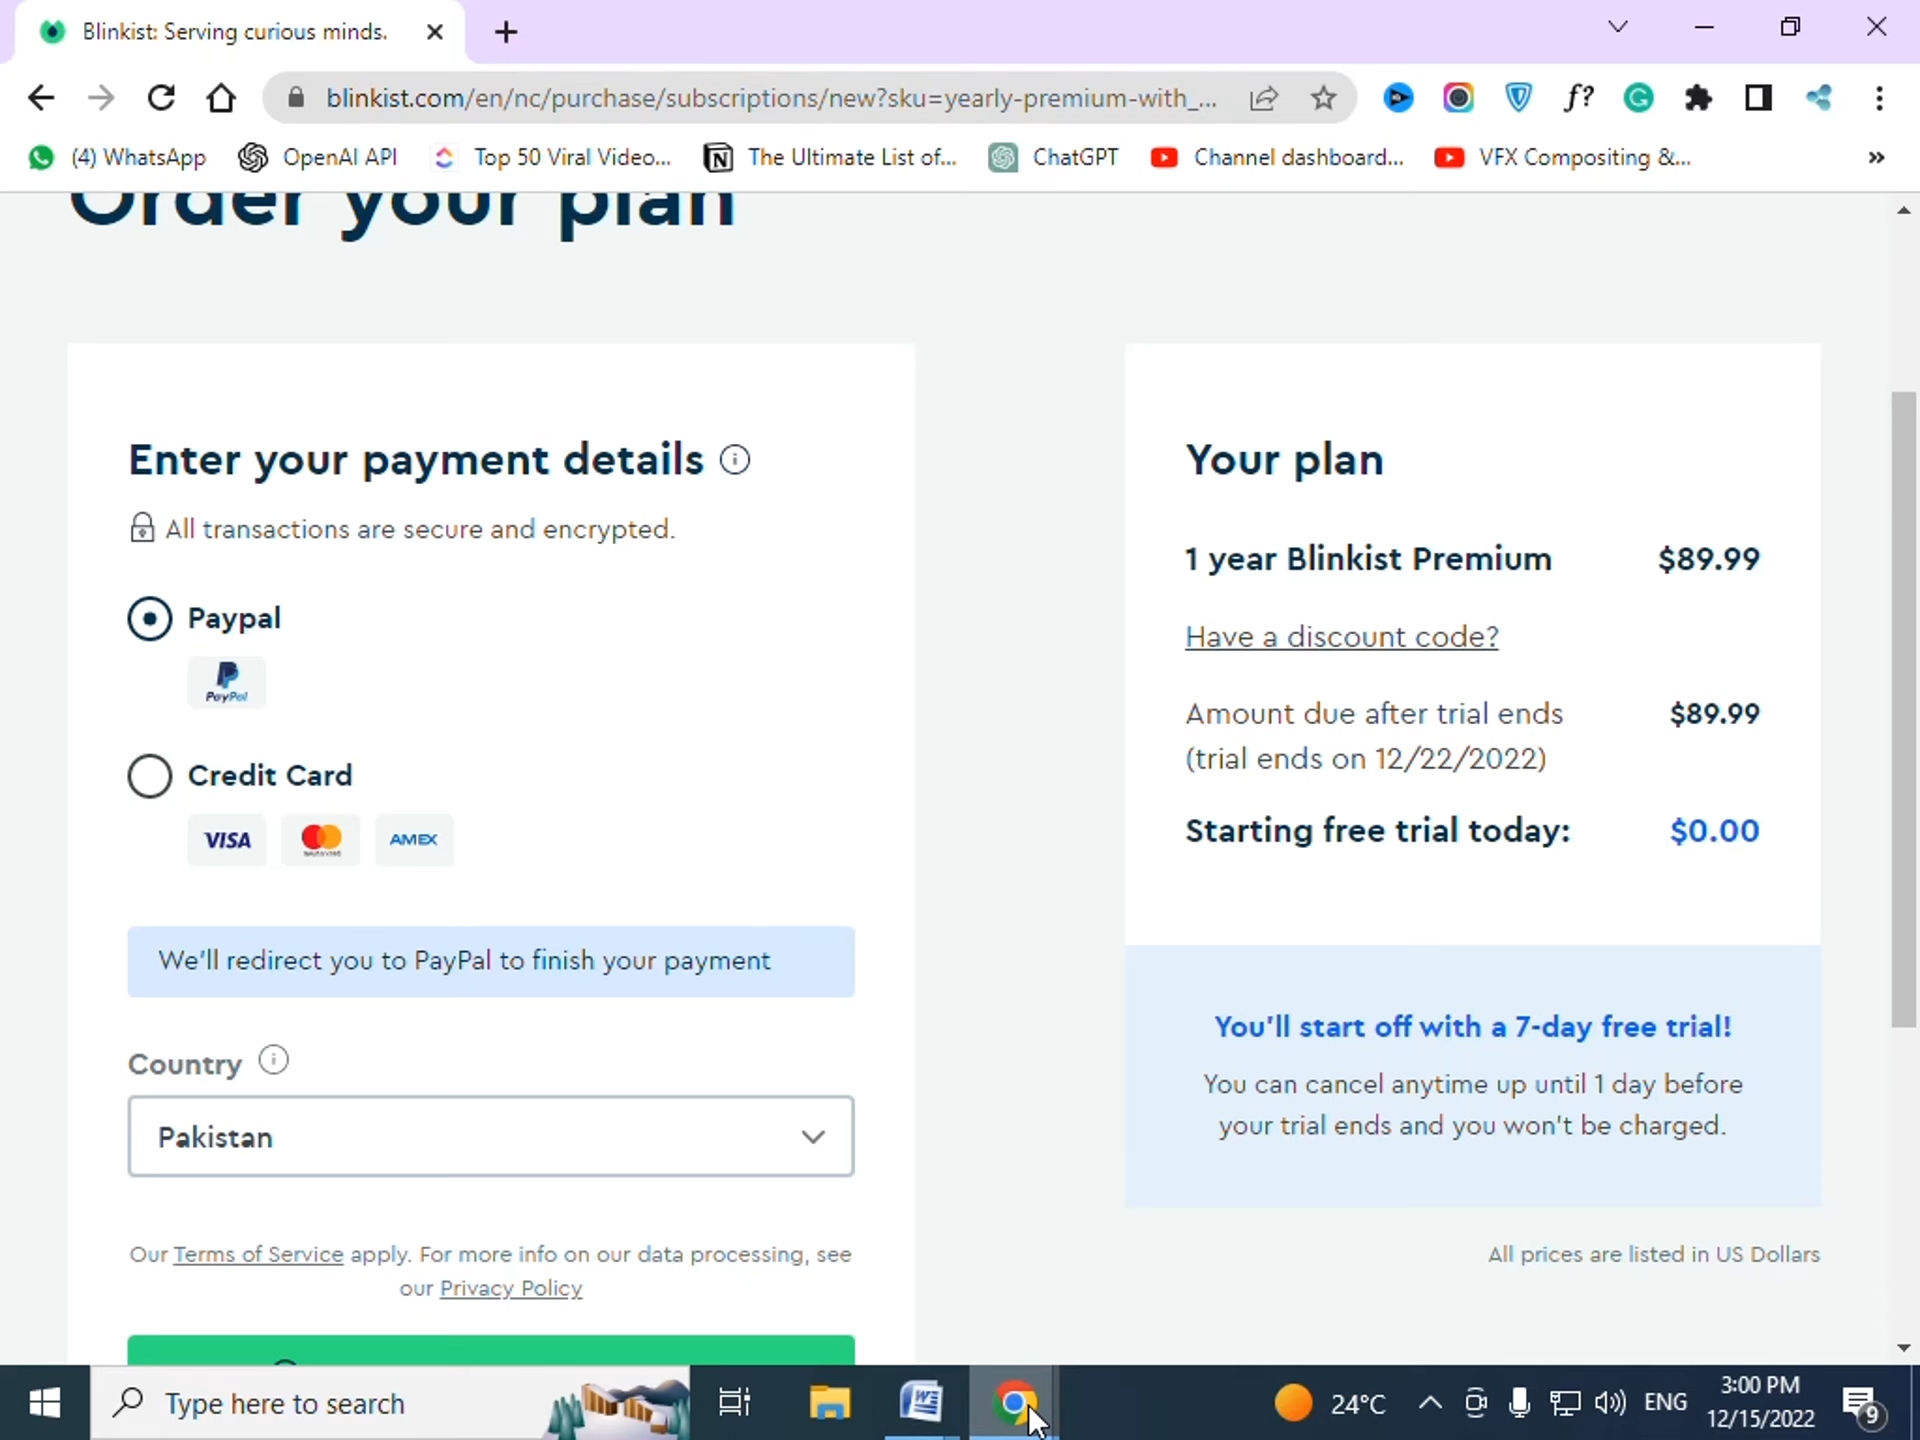 Blinkist: Serving curious minds.
blinkist.com/en/nc/purchase/subscriptions/new?sku=yearly-premium-with_...
f?
(4) WhatsApp
OpenAI API
Top 50 Viral Video...
The Ultimate List of...
ChatGPT
Channel dashboard...
VFX Compositing &...
Order your plan
Enter your payment details
All transactions are secure and encrypted.
Paypal
PayPal
Credit Card
VISA
AMEX
We'll redirect you to PayPal to finish your payment
Country
Pakistan
Our Terms of Service apply. For more info on our data processing, see
our Privacy Policy
Your plan
1 year Blinkist Premium $89.99
Have a discount code?
Amount due after trial ends $89.99
(trial ends on 12/22/2022)
Starting free trial today: $0.00
You'll start off with a 7-day free trial!
You can cancel anytime up until 1 day before
your trial ends and you won't be charged.
All prices are listed in US Dollars
Type here to search
24°C
ENG
3:00 PM
12/15/2022
9